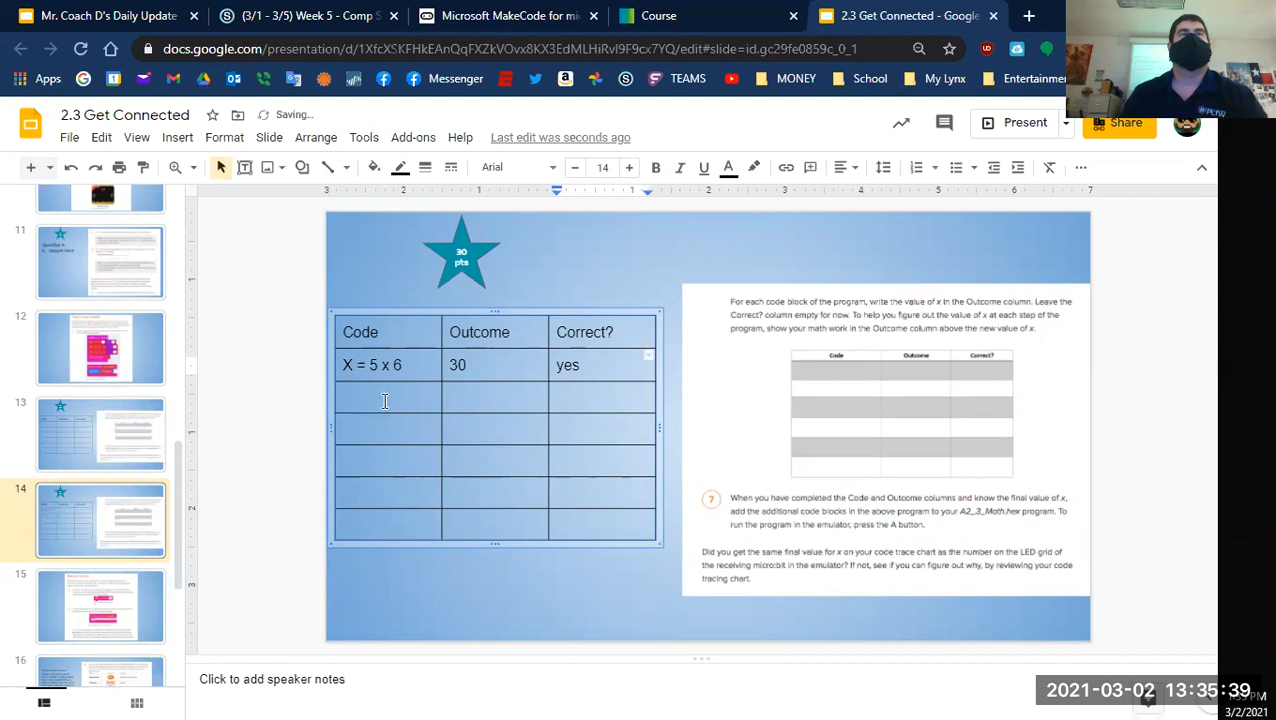 Mr. Owen's
(3/1-5) Week 3 - C
MakeCode for mi
Course
2.3 Get Connected - Google
docs.google.com/presentation/d/
edit#slide=id.gc29fe0859c_0_1
Apps
Messenger
TEAMS
MONEY
School
My Lynx
Entertainme
2.3 Get Connected
Saving...
File Edit View Insert Format Slide Arrange Tools
edit was seconds ago
Present
Share
Arial
14
3 2 1 1 2 3 4 5 6 7
11
12
13
14
15
16
30
pts
Code Outcome Correct?
X = 5 x 6 30 yes
For each code block of the program, write the value of x in the Outcome column. Leave the
Correct? column empty for now. To help you figure out the value of x at each step of the
program, show your math work in the Outcome column above the new value of x.
Code Outcome Correct?
7 When you have completed the Code and Outcome columns and know the final value of x,
add the additional code blocks in the above program to your A2_3_Math.hex program. To
run the program in the emulator, press the A button.
Did you get the same final value for x on your code trace chart as the number on the LED grid of
the receiving micro:bit in the emulator? If not, see if you can figure out why, by reviewing your code
tracing chart.
Click to add speaker notes
2021-03-02 13:35:39
3/2/2021